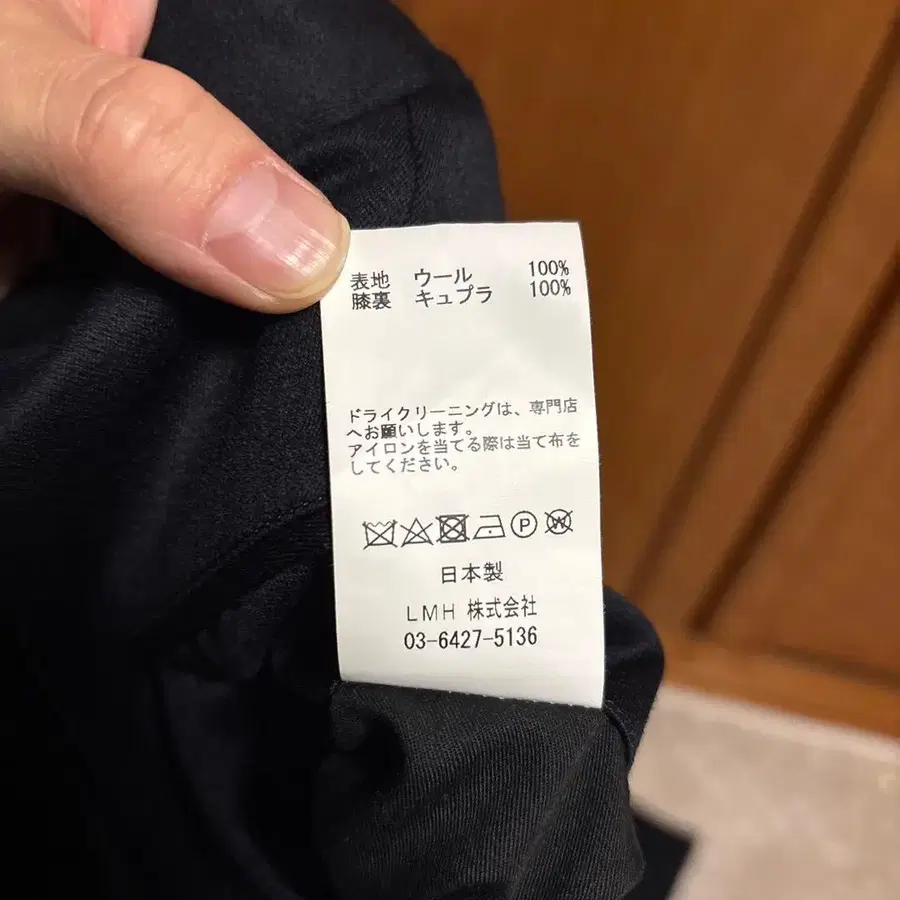 表地 ウール 100%
膝裏 キュプラ 100%
ドライクリーニングは、専門店
へお願いします。
アイロンを当てる際は当て布を
してください。
P W
日本製
LMH 株式会社
03-6427-5136